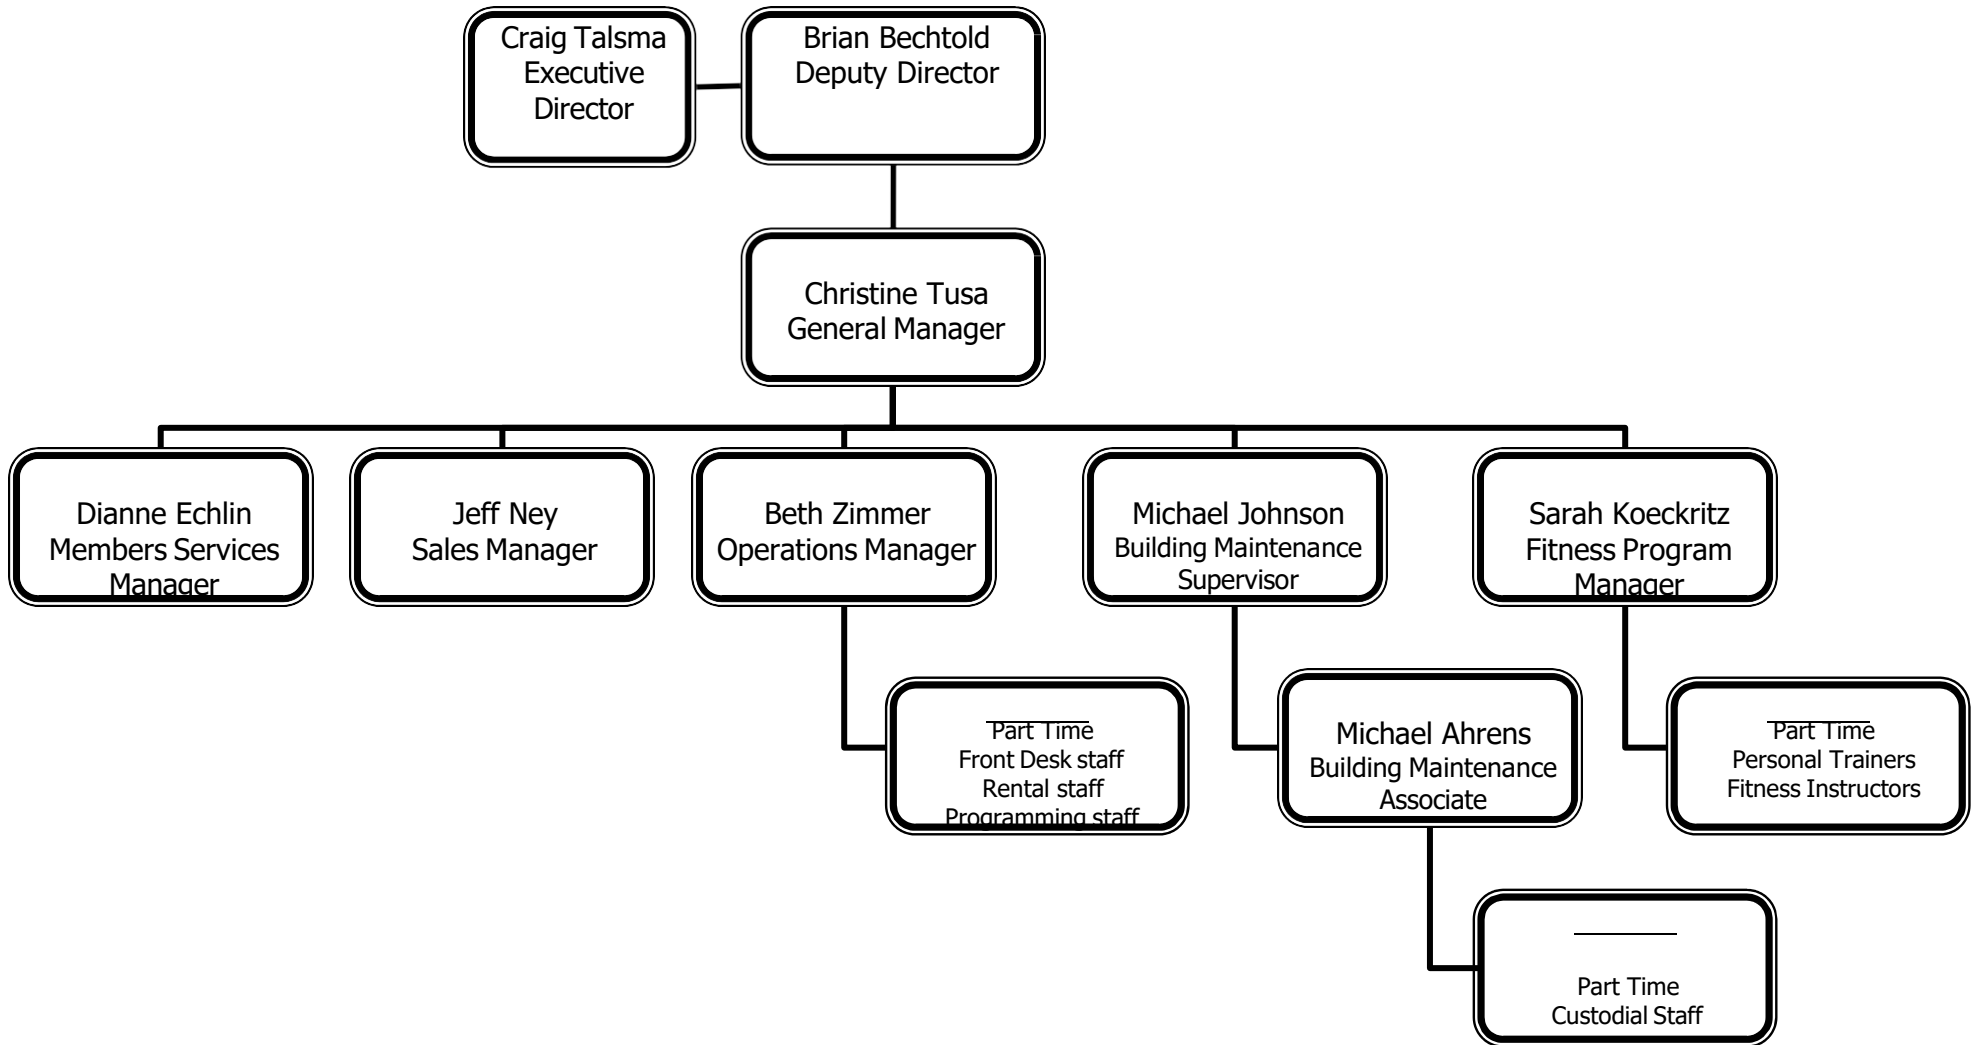 Craig Talsma
Executive
Director
Brian Bechtold
Deputy Director
Christine Tusa
General Manager
Dianne Echlin
Members Services
Manager
Jeff Ney
Sales Manager
Beth Zimmer
Operations Manager
Michael Johnson
Building Maintenance
Supervisor
Sarah Koeckritz
Fitness Program
Manager
Part Time
Front Desk staff
Rental staff
Programming staff
Michael Ahrens
Building Maintenance
Associate
Part Time
Personal Trainers
Fitness Instructors
Part Time
Custodial Staff